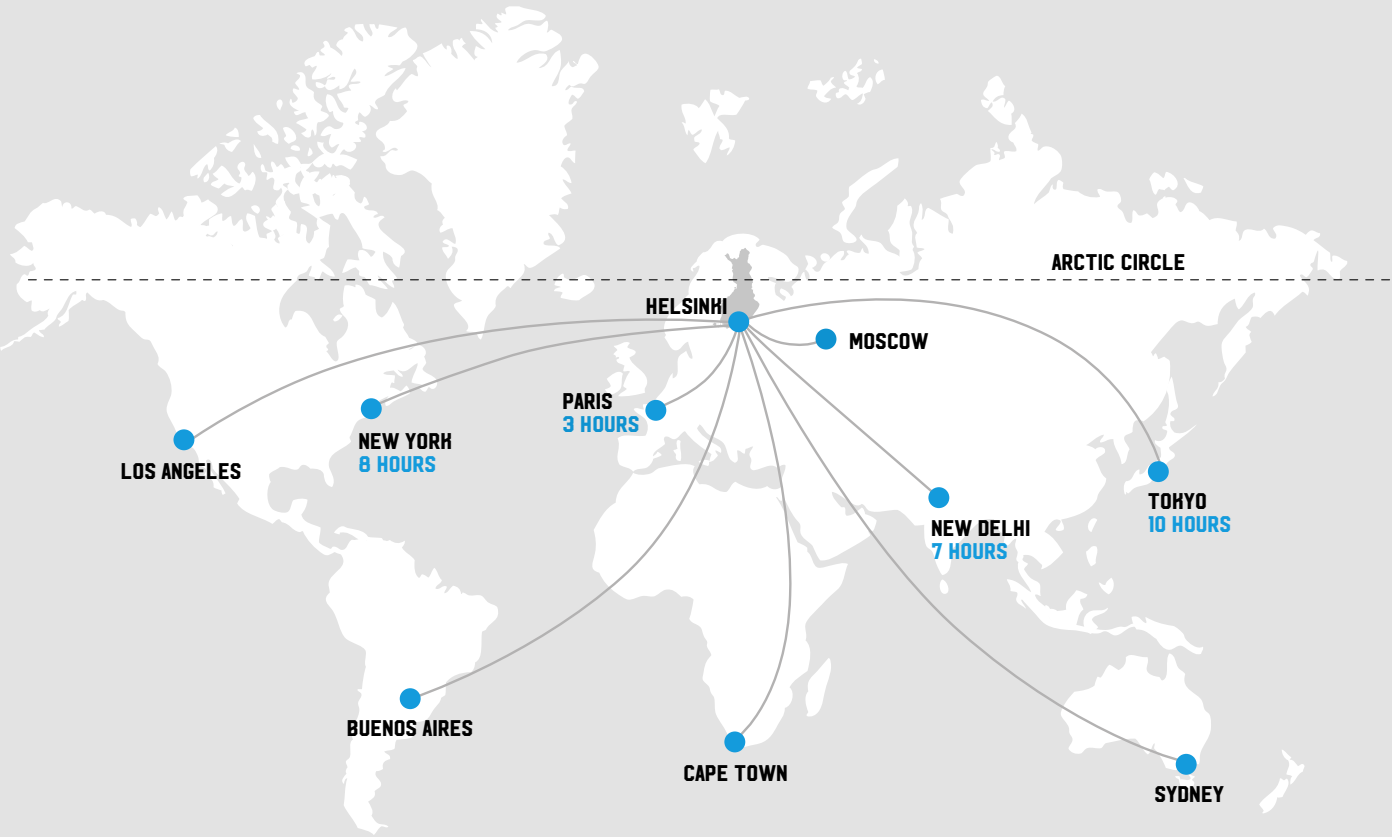 ARCTIC CIRCLE
HELSINKI
MOSCOW
PARIS
3 HOURS
NEW YORK
8 HOURS
LOS ANGELES
TOKYO
10 HOURS
NEW DELHI
7 HOURS
BUENOS AIRES
CAPE TOWN
SYDNEY